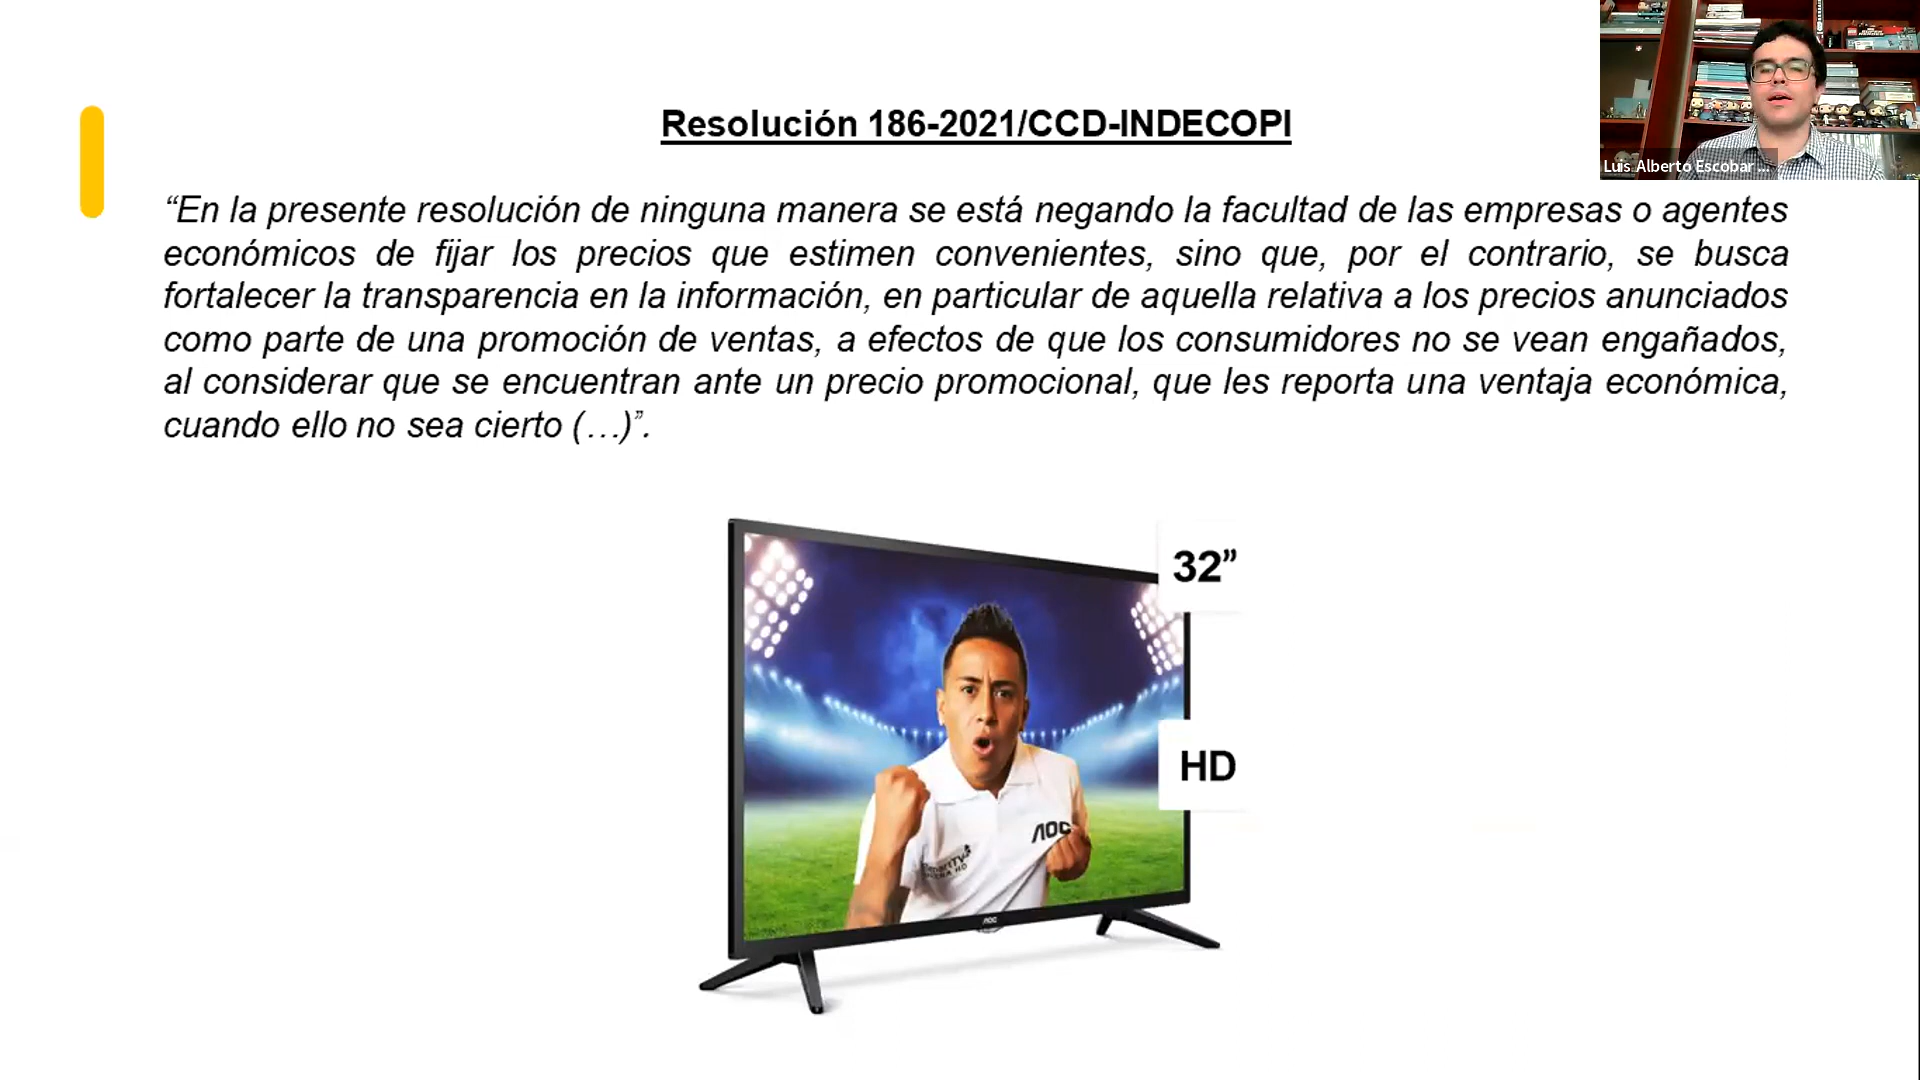 Resolución 186-2021/CCD-INDECOPI
Luis Alberto Escobar ...
“En la presente resolución de ninguna manera se está negando la facultad de las empresas o agentes
económicos de fijar los precios que estimen convenientes, sino que, por el contrario, se busca
fortalecer la transparencia en la información, en particular de aquella relativa a los precios anunciados
como parte de una promoción de ventas, a efectos de que los consumidores no se vean engañados,
al considerar que se encuentran ante un precio promocional, que les reporta una ventaja económica,
cuando ello no sea cierto (…)”.
32”
HD
AOC
AOC